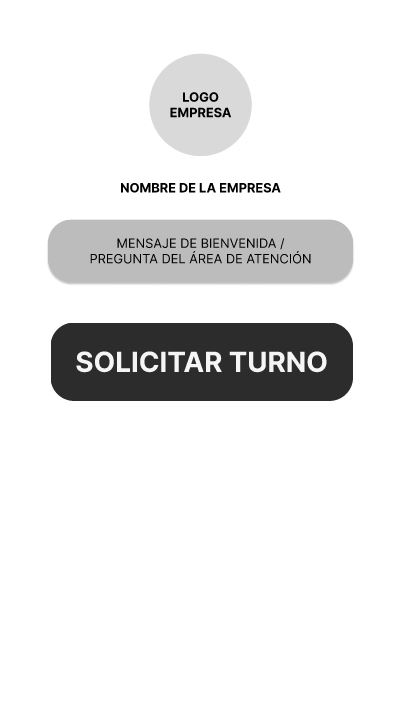 LOGO
EMPRESA
NOMBRE DE LA EMPRESA
MENSAJE DE BIENVENIDA /
PREGUNTA DEL ÁREA DE ATENCIÓN
SOLICITAR TURNO